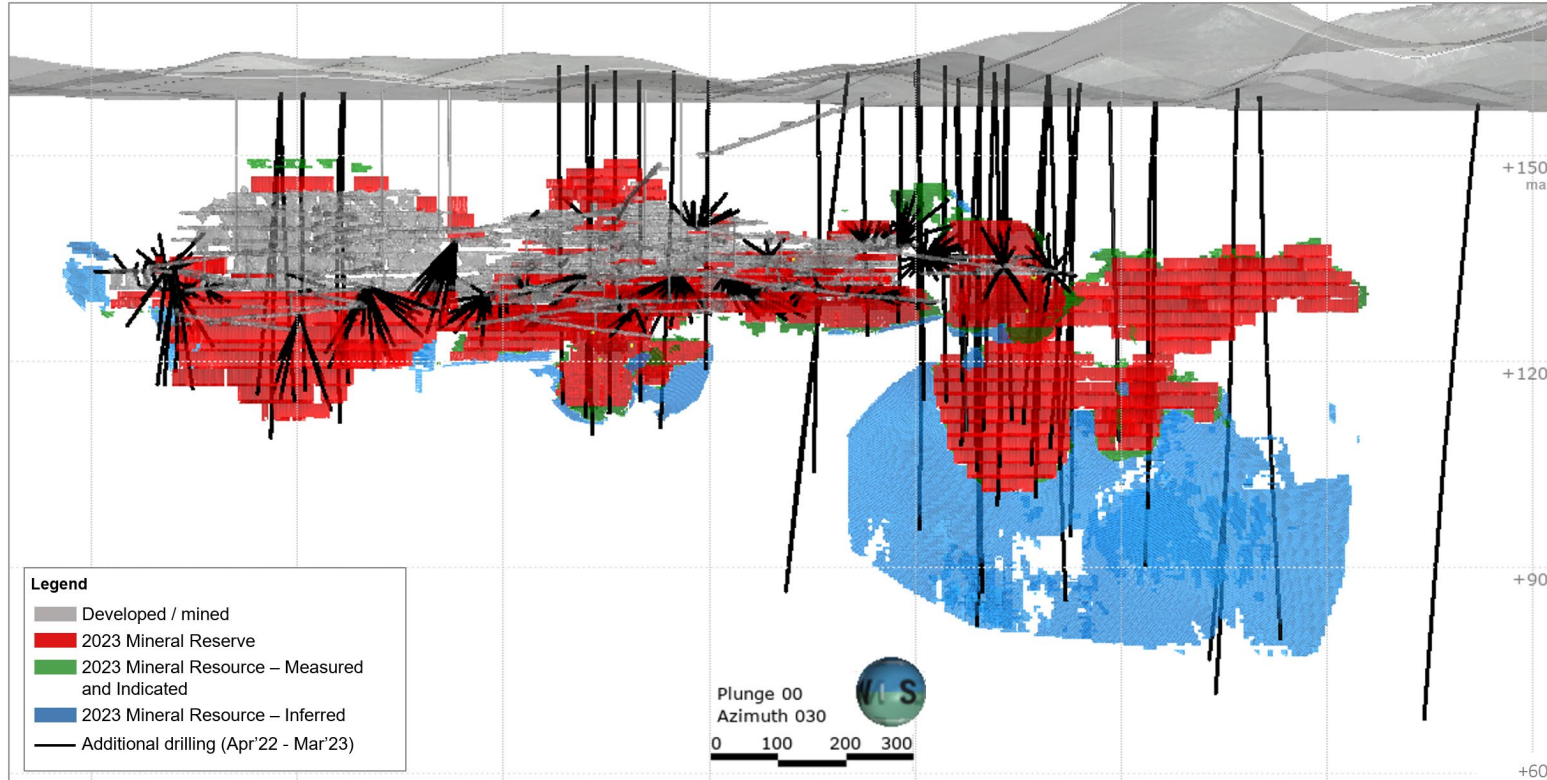 +150
ma
+120
+90
Legend
Developed / mined
2023 Mineral Reserve
2023 Mineral Resource – Measured
and Indicated
2023 Mineral Resource – Inferred
Additional drilling (Apr’22 - Mar’23)
Plunge 00
Azimuth 030
W S
0 100 200 300
+60